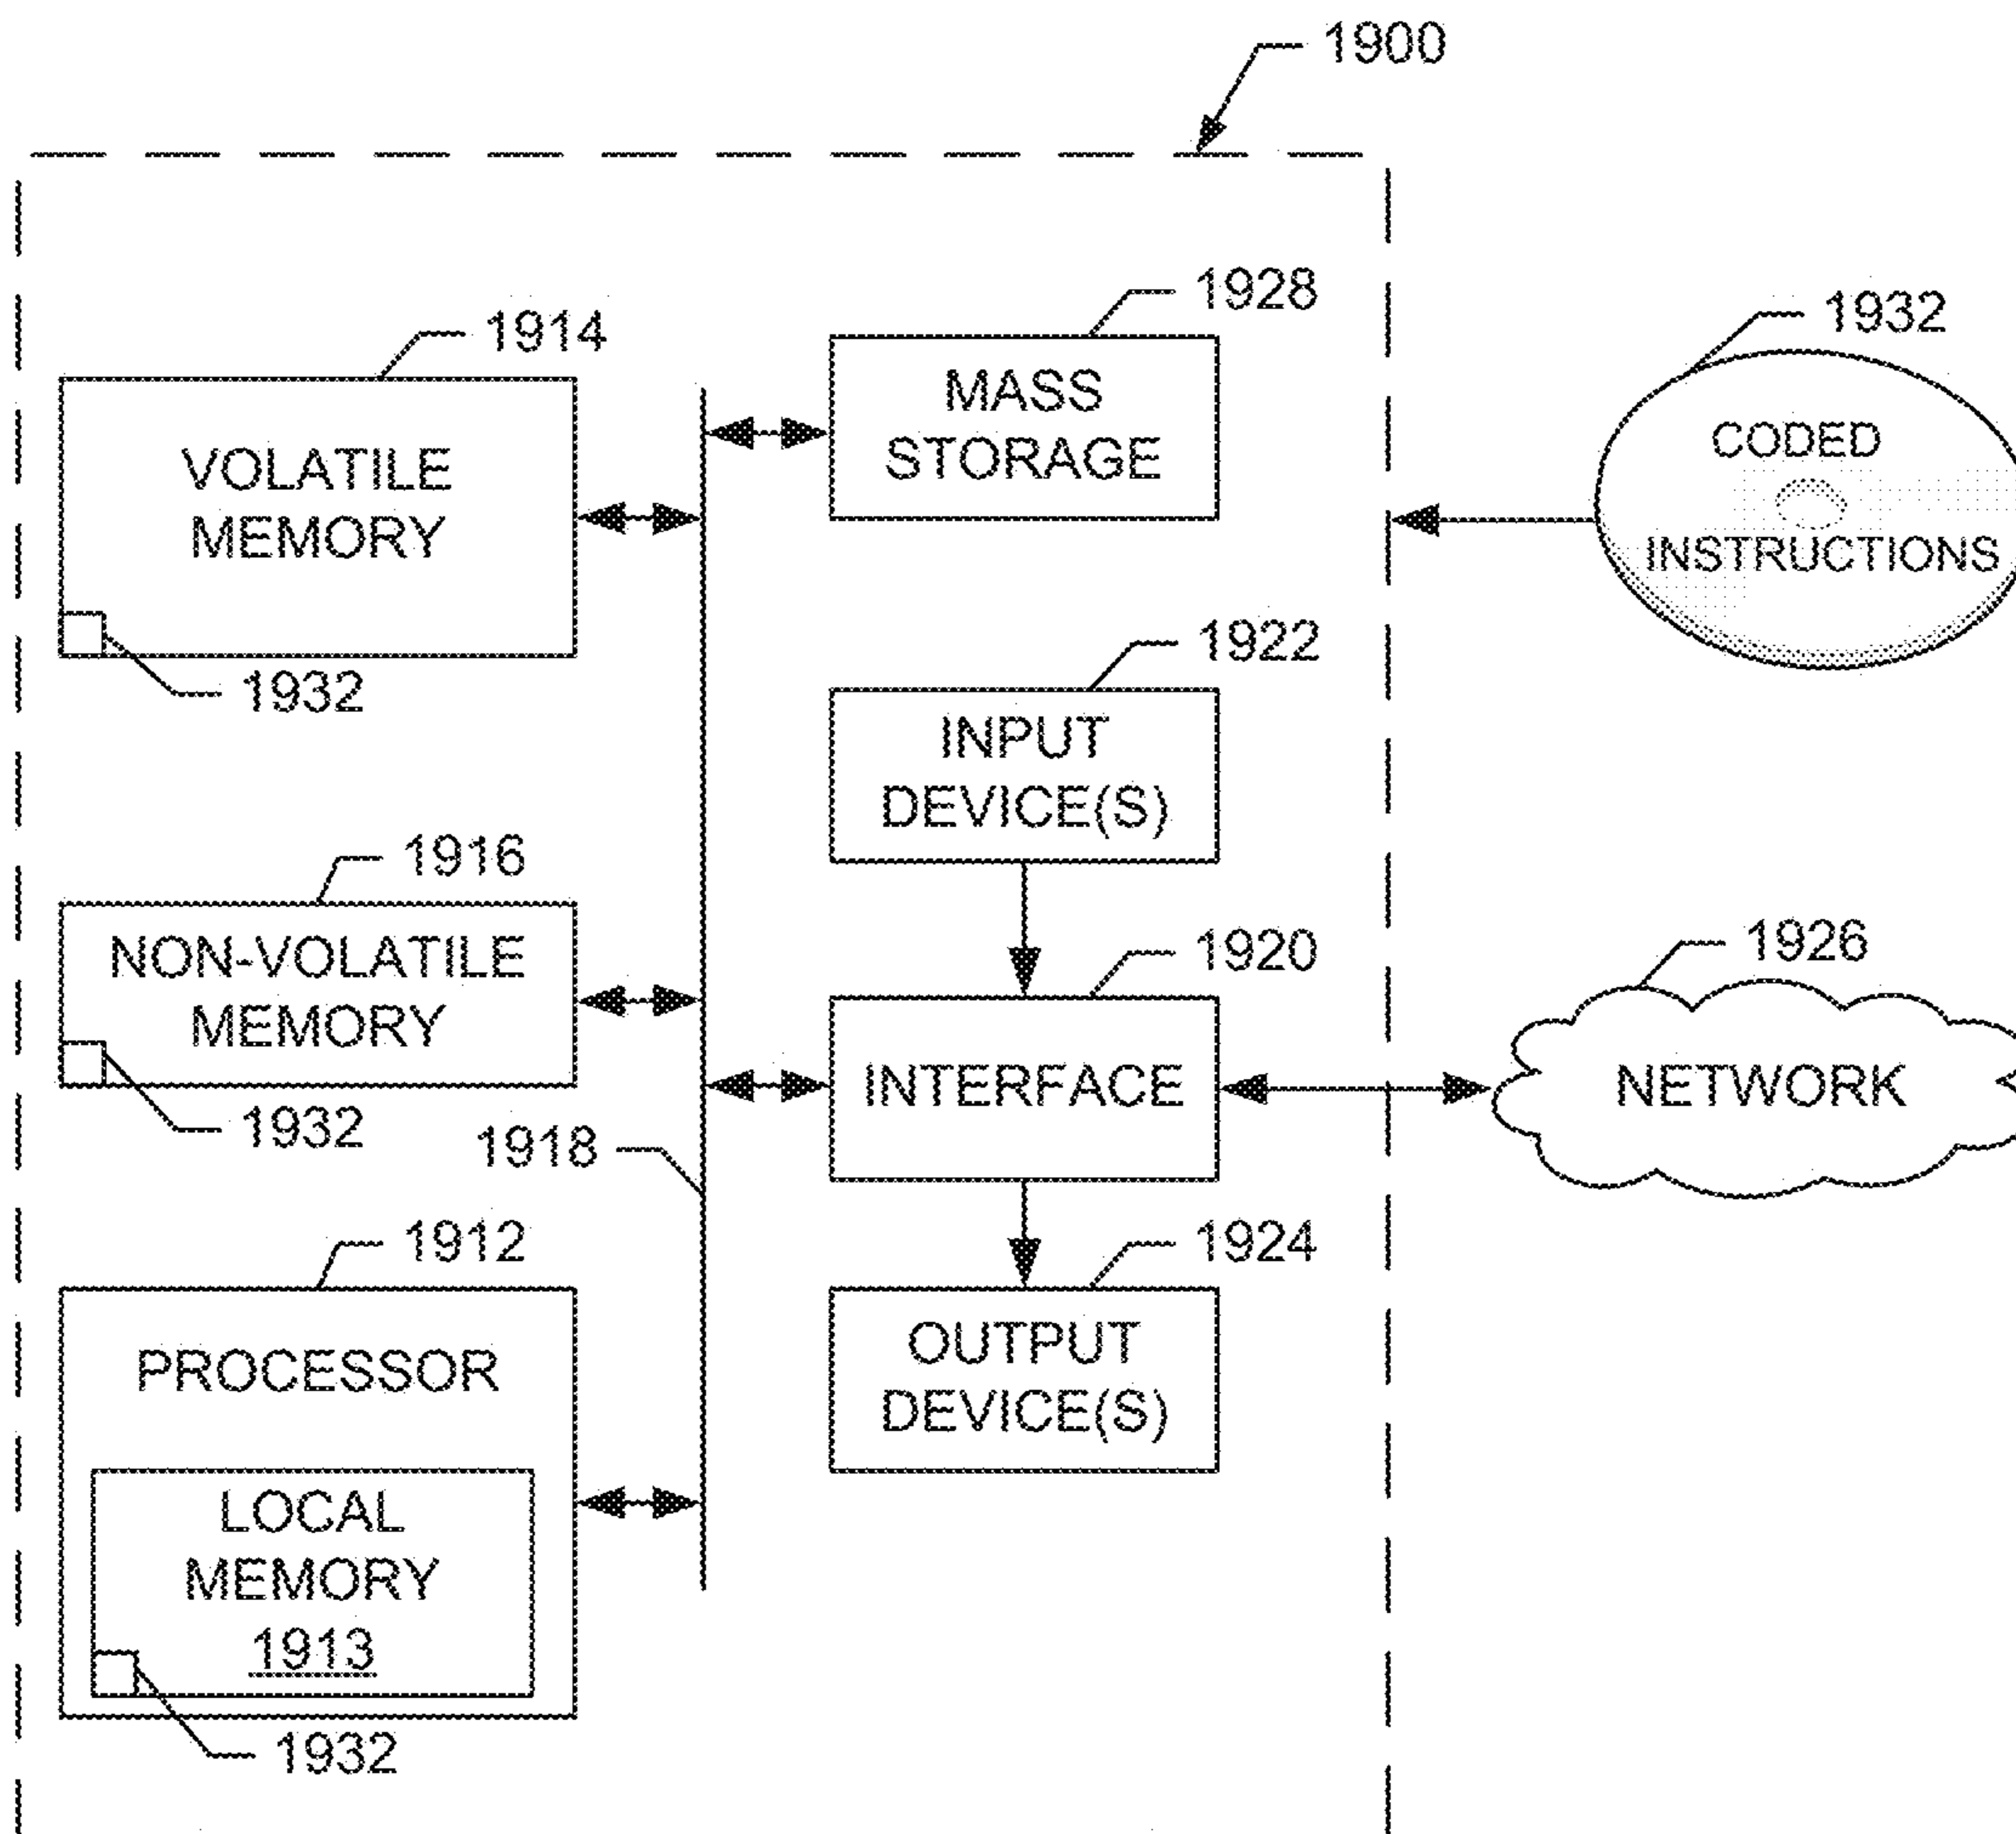 1900
1928
1914
1932
MASS
STORAGE
CODED
INSTRUCTIONS
VOLATILE
MEMORY
1932
1922
INPUT
DEVICE(S)
1916
NON-VOLATILE
MEMORY
1932
1920
INTERFACE
1926
NETWORK
1918
1912
PROCESSOR
LOCAL
MEMORY
1913
1932
1924
OUTPUT
DEVICE(S)